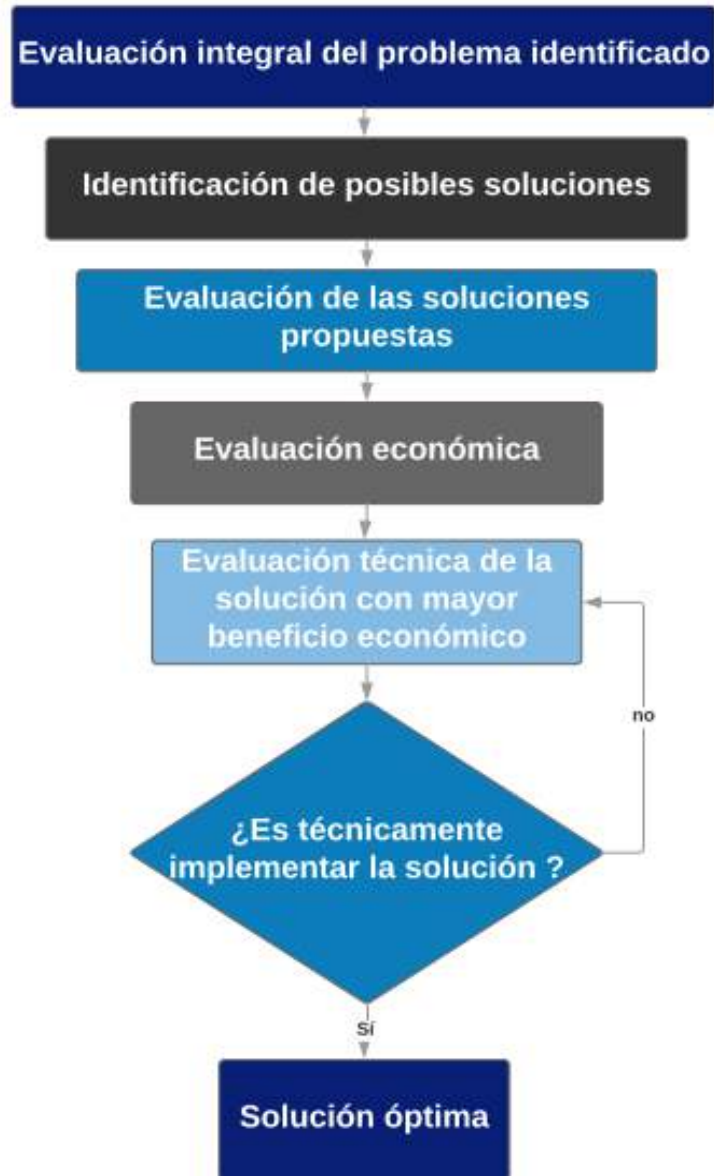 Evaluación integral del problema identificado
Identificación de posibles soluciones
Evaluación de las soluciones
propuestas
Evaluación económica
Evaluación técnica de la
solución con mayor
beneficio económico
no
¿Es técnicamente
implementar la solución ?
Sí
Solución óptima